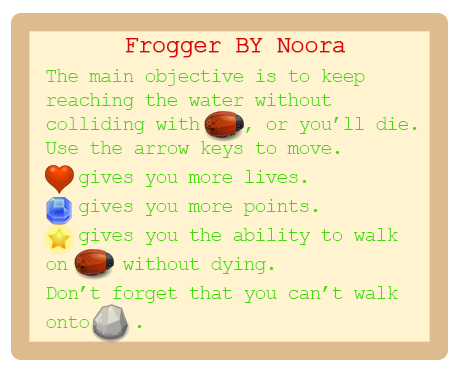 Frogger BY Noora
The main objective is to keep
reaching the water without
colliding with , or you’ll die.
Use the arrow keys to move.
gives you more lives.
gives you more points.
gives you the ability to walk
on without dying.
Don’t forget that you can’t walk
onto .